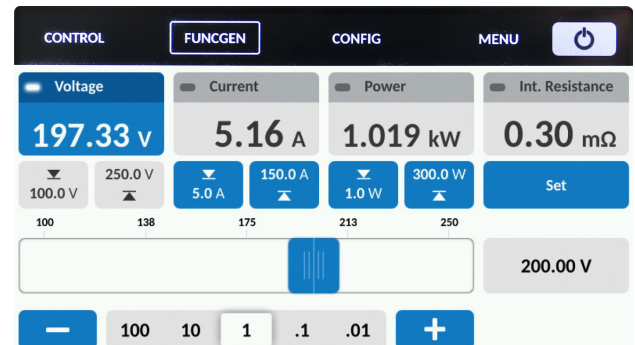 CONTROL FUNCGEN CONFIG MENU
Voltage Current Power Int. Resistance
197.33 V 5.16 A 1.019 kW 0.30 mΩ
100.0 V 250.0 V 5.0 A 150.0 A 1.0 W 300.0 W Set
100 138 175 213 250
200.00 V
100 10 1 .1 .01